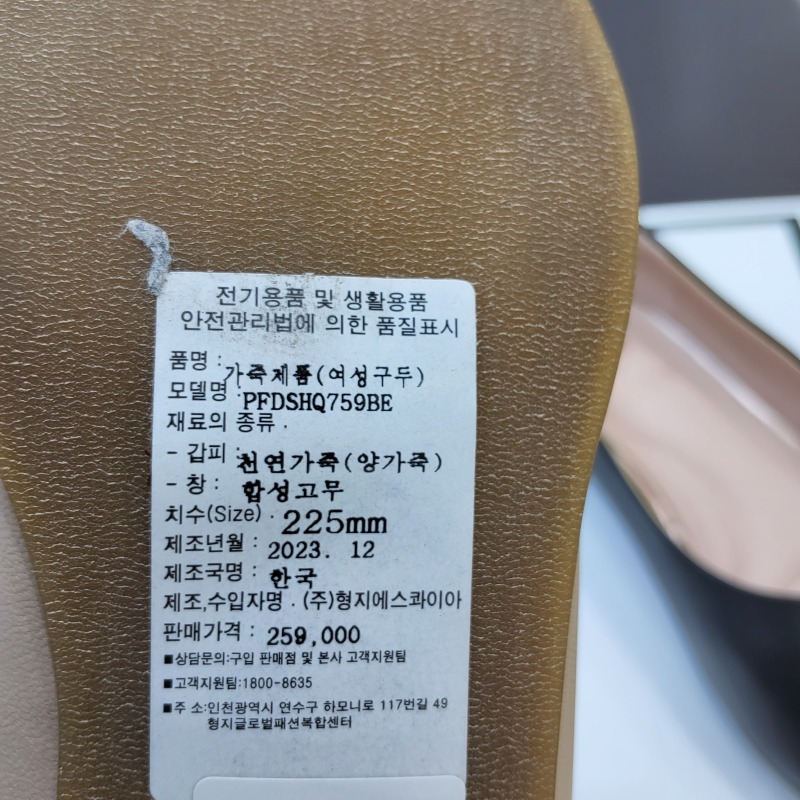 전기용품 및 생활용품
안전관리법에 의한 품질표시
품명 : 가죽제품(여성구두)
모델명 : PFDSHQ759BE
재료의 종류 .
- 갑피 : 천연가죽(양가죽)
- 창 : 합성고무
치수(Size) . 225mm
제조년월 : 2023. 12
제조국명 : 한국
제조,수입자명 . (주)형지에스콰이아
판매가격 : 259,000
■상담문의:구입 판매점 및 본사 고객지원팀
■고객지원팀:1800-8635
■주 소:인천광역시 연수구 하모니로 117번길 49
형지글로벌패션복합센터